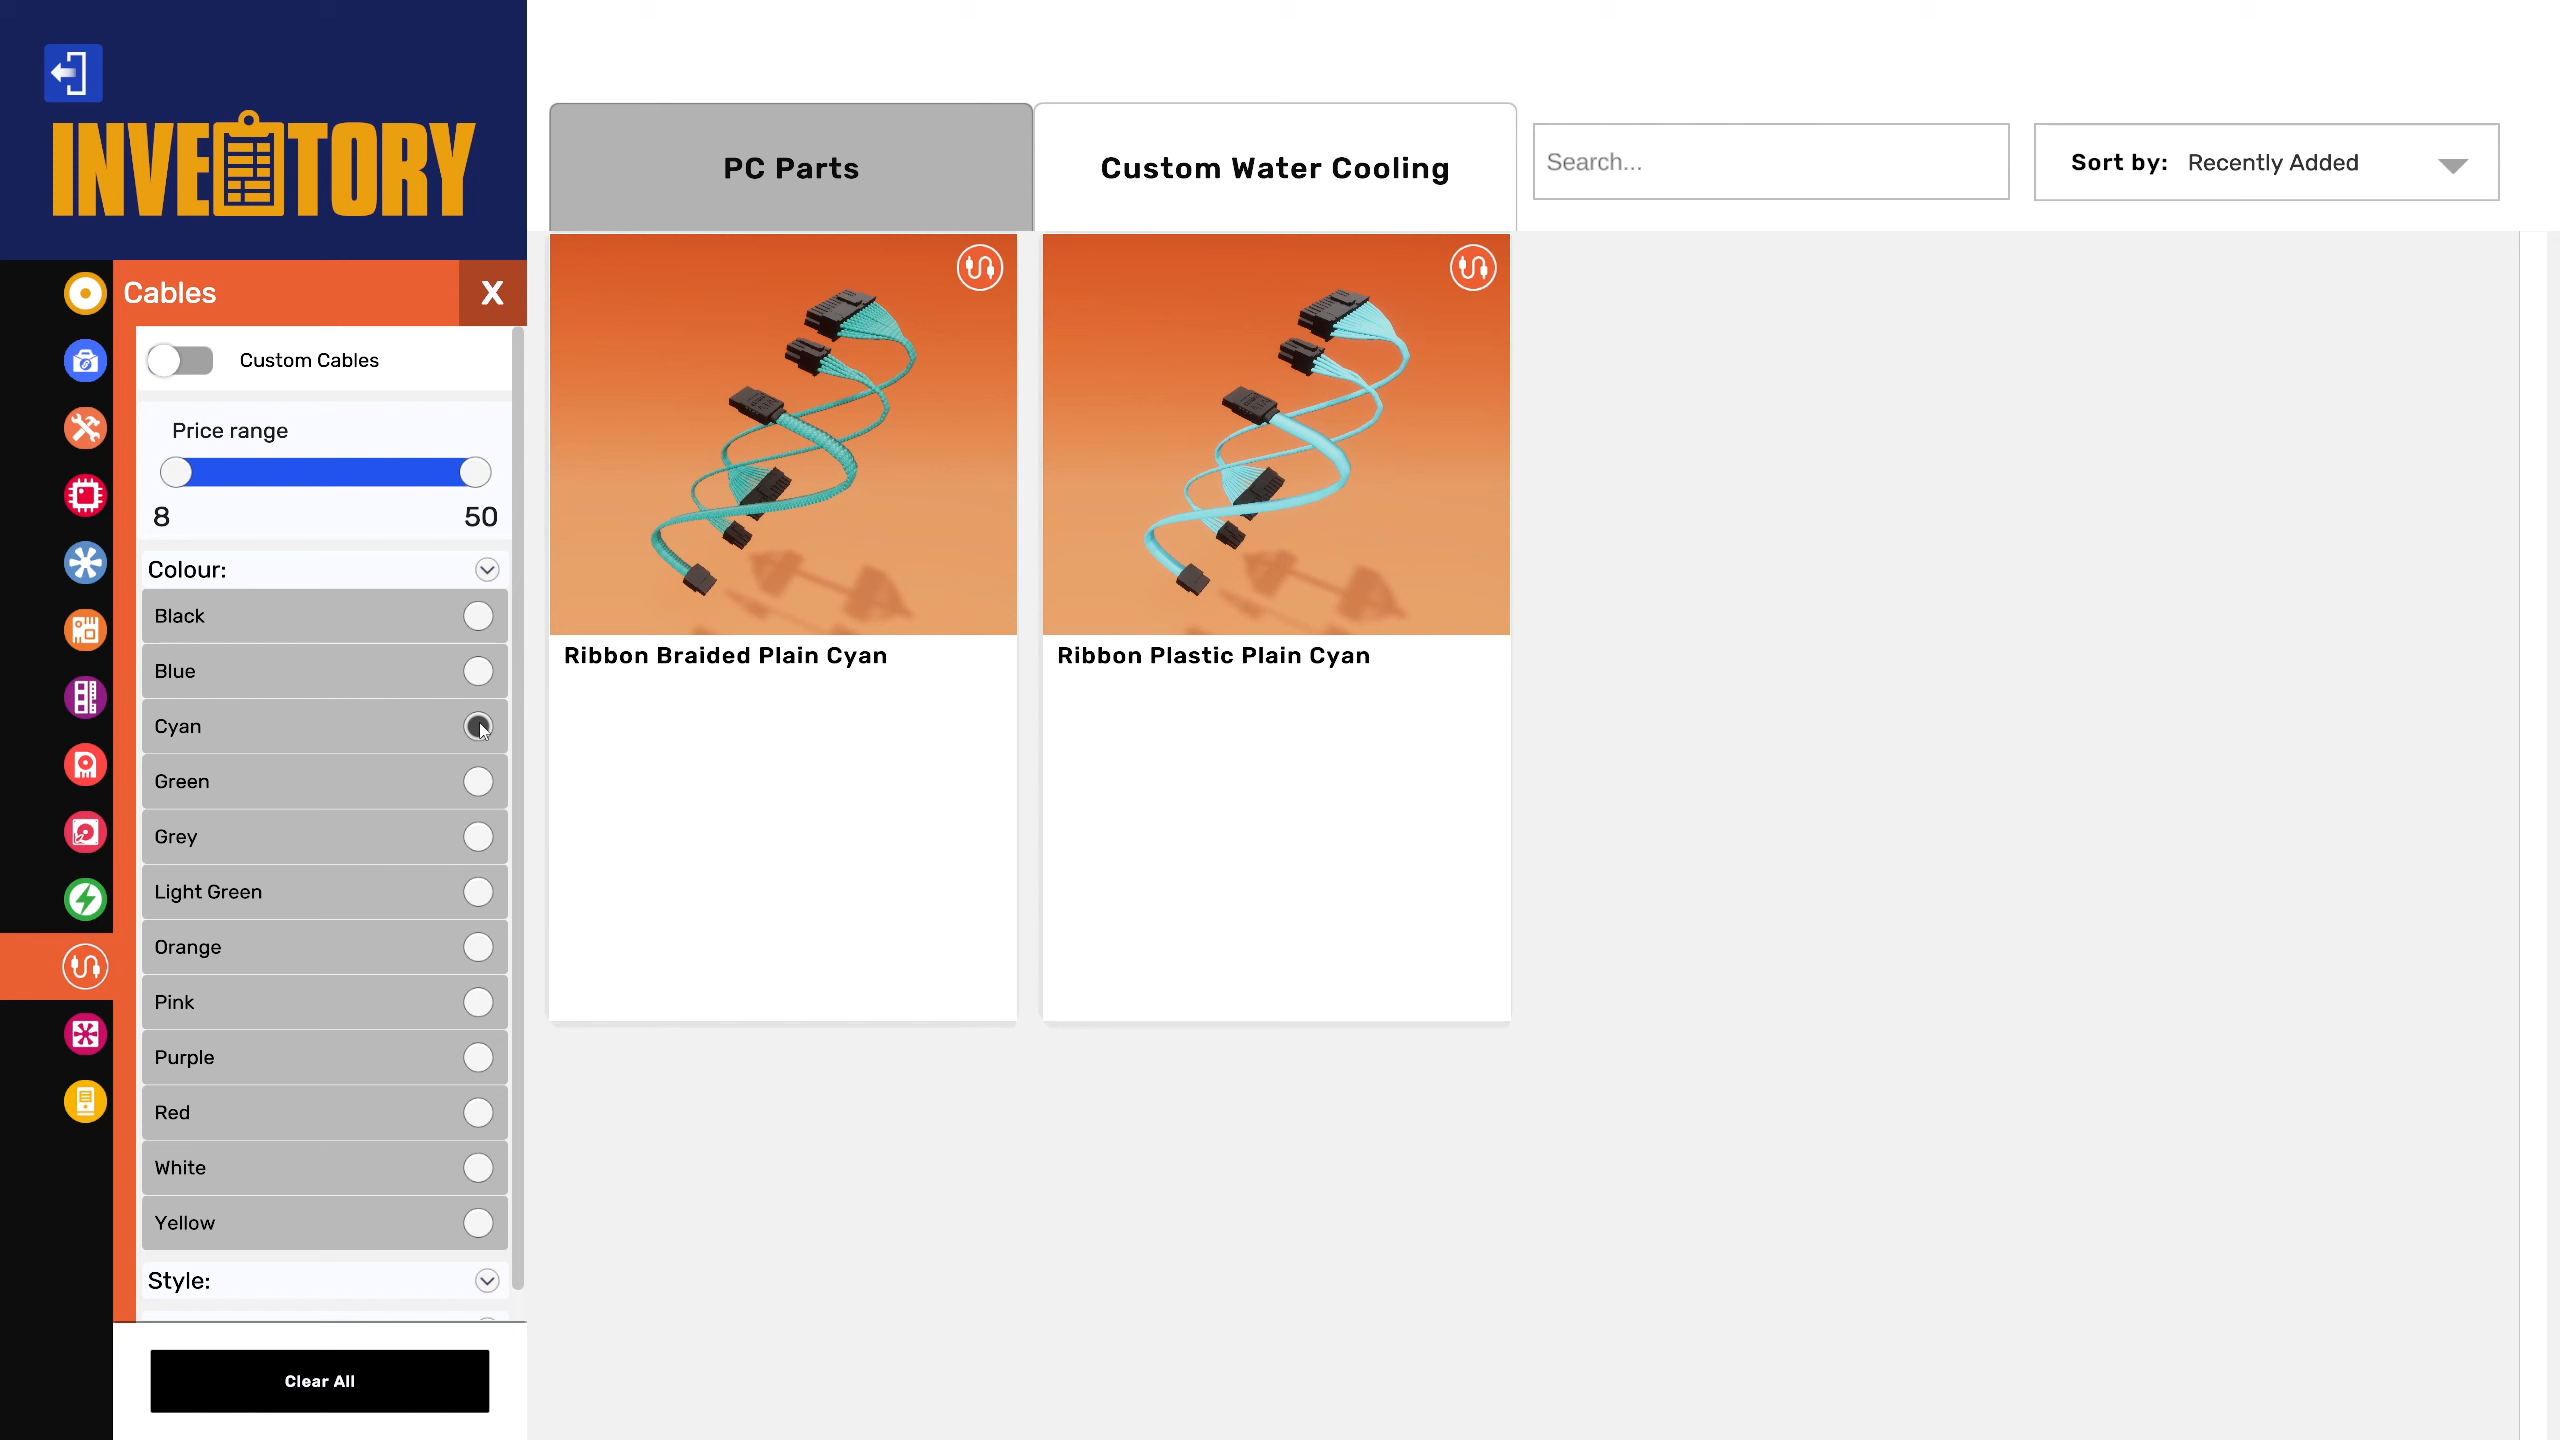 INVENTORY
PC Parts
Custom Water Cooling
Search...
Sort by: Recently Added
Cables
X
Custom Cables
Price range
8
50
Colour:
Black
Blue
Cyan
Green
Grey
Light Green
Orange
Pink
Purple
Red
White
Yellow
Style:
Clear All
Ribbon Braided Plain Cyan
Ribbon Plastic Plain Cyan